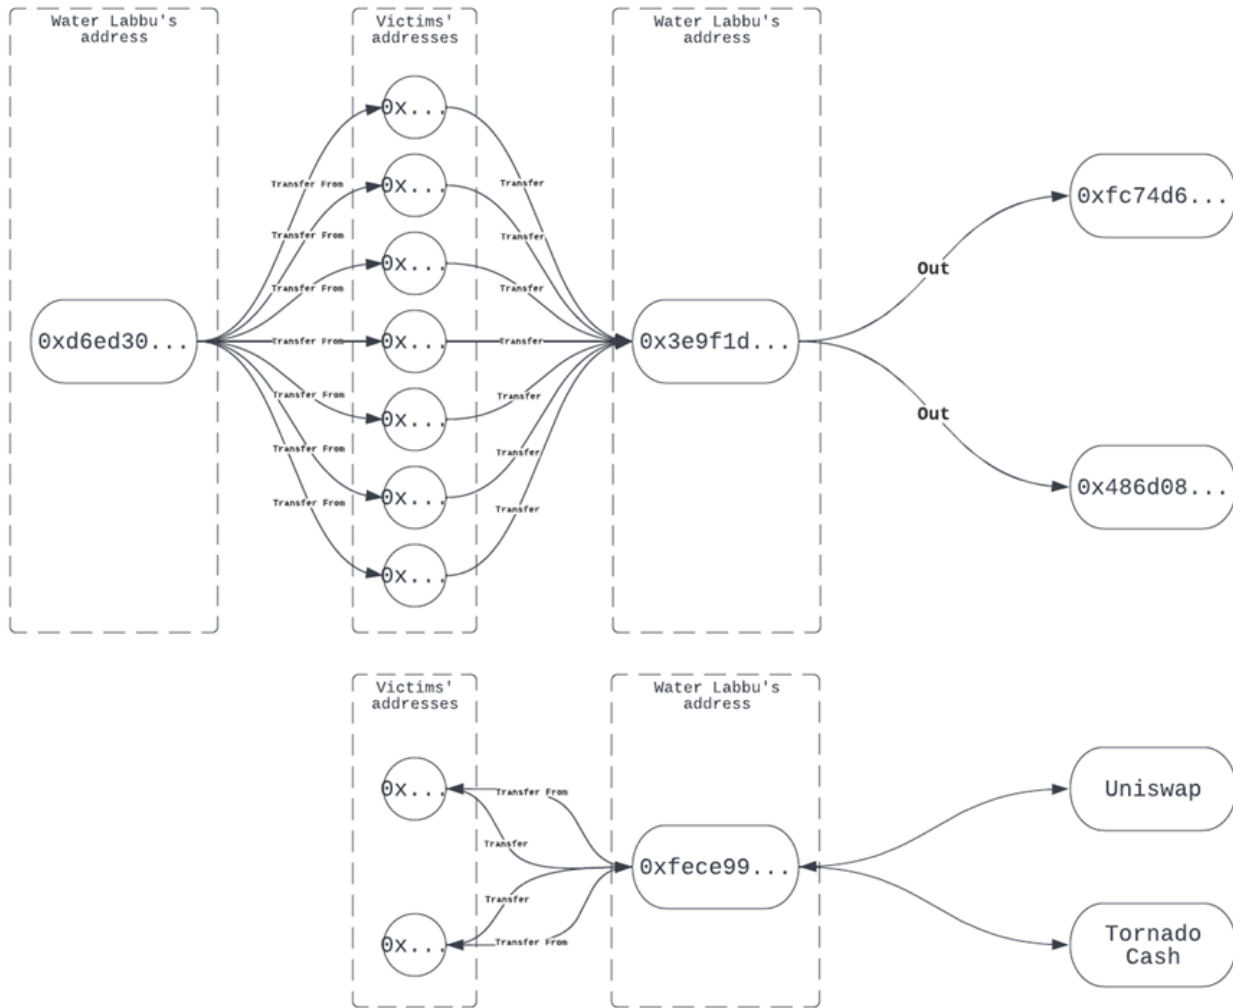 Water Labbu's
address
Victims'
addresses
Water Labbu's
address
0x...
0x...
0x...
0x...
0x...
0x...
0x...
Transfer From
Transfer From
Transfer From
Transfer From
Transfer From
Transfer From
Transfer From
Transfer
Transfer
Transfer
Transfer
Transfer
Transfer
Transfer
0xd6ed30...
0x3e9f1d...
Out
Out
0xfc74d6...
0x486d08...
Victims'
addresses
Water Labbu's
address
0x...
0x...
Transfer From
Transfer
Transfer
Transfer From
0xfece99...
Uniswap
Tornado
Cash